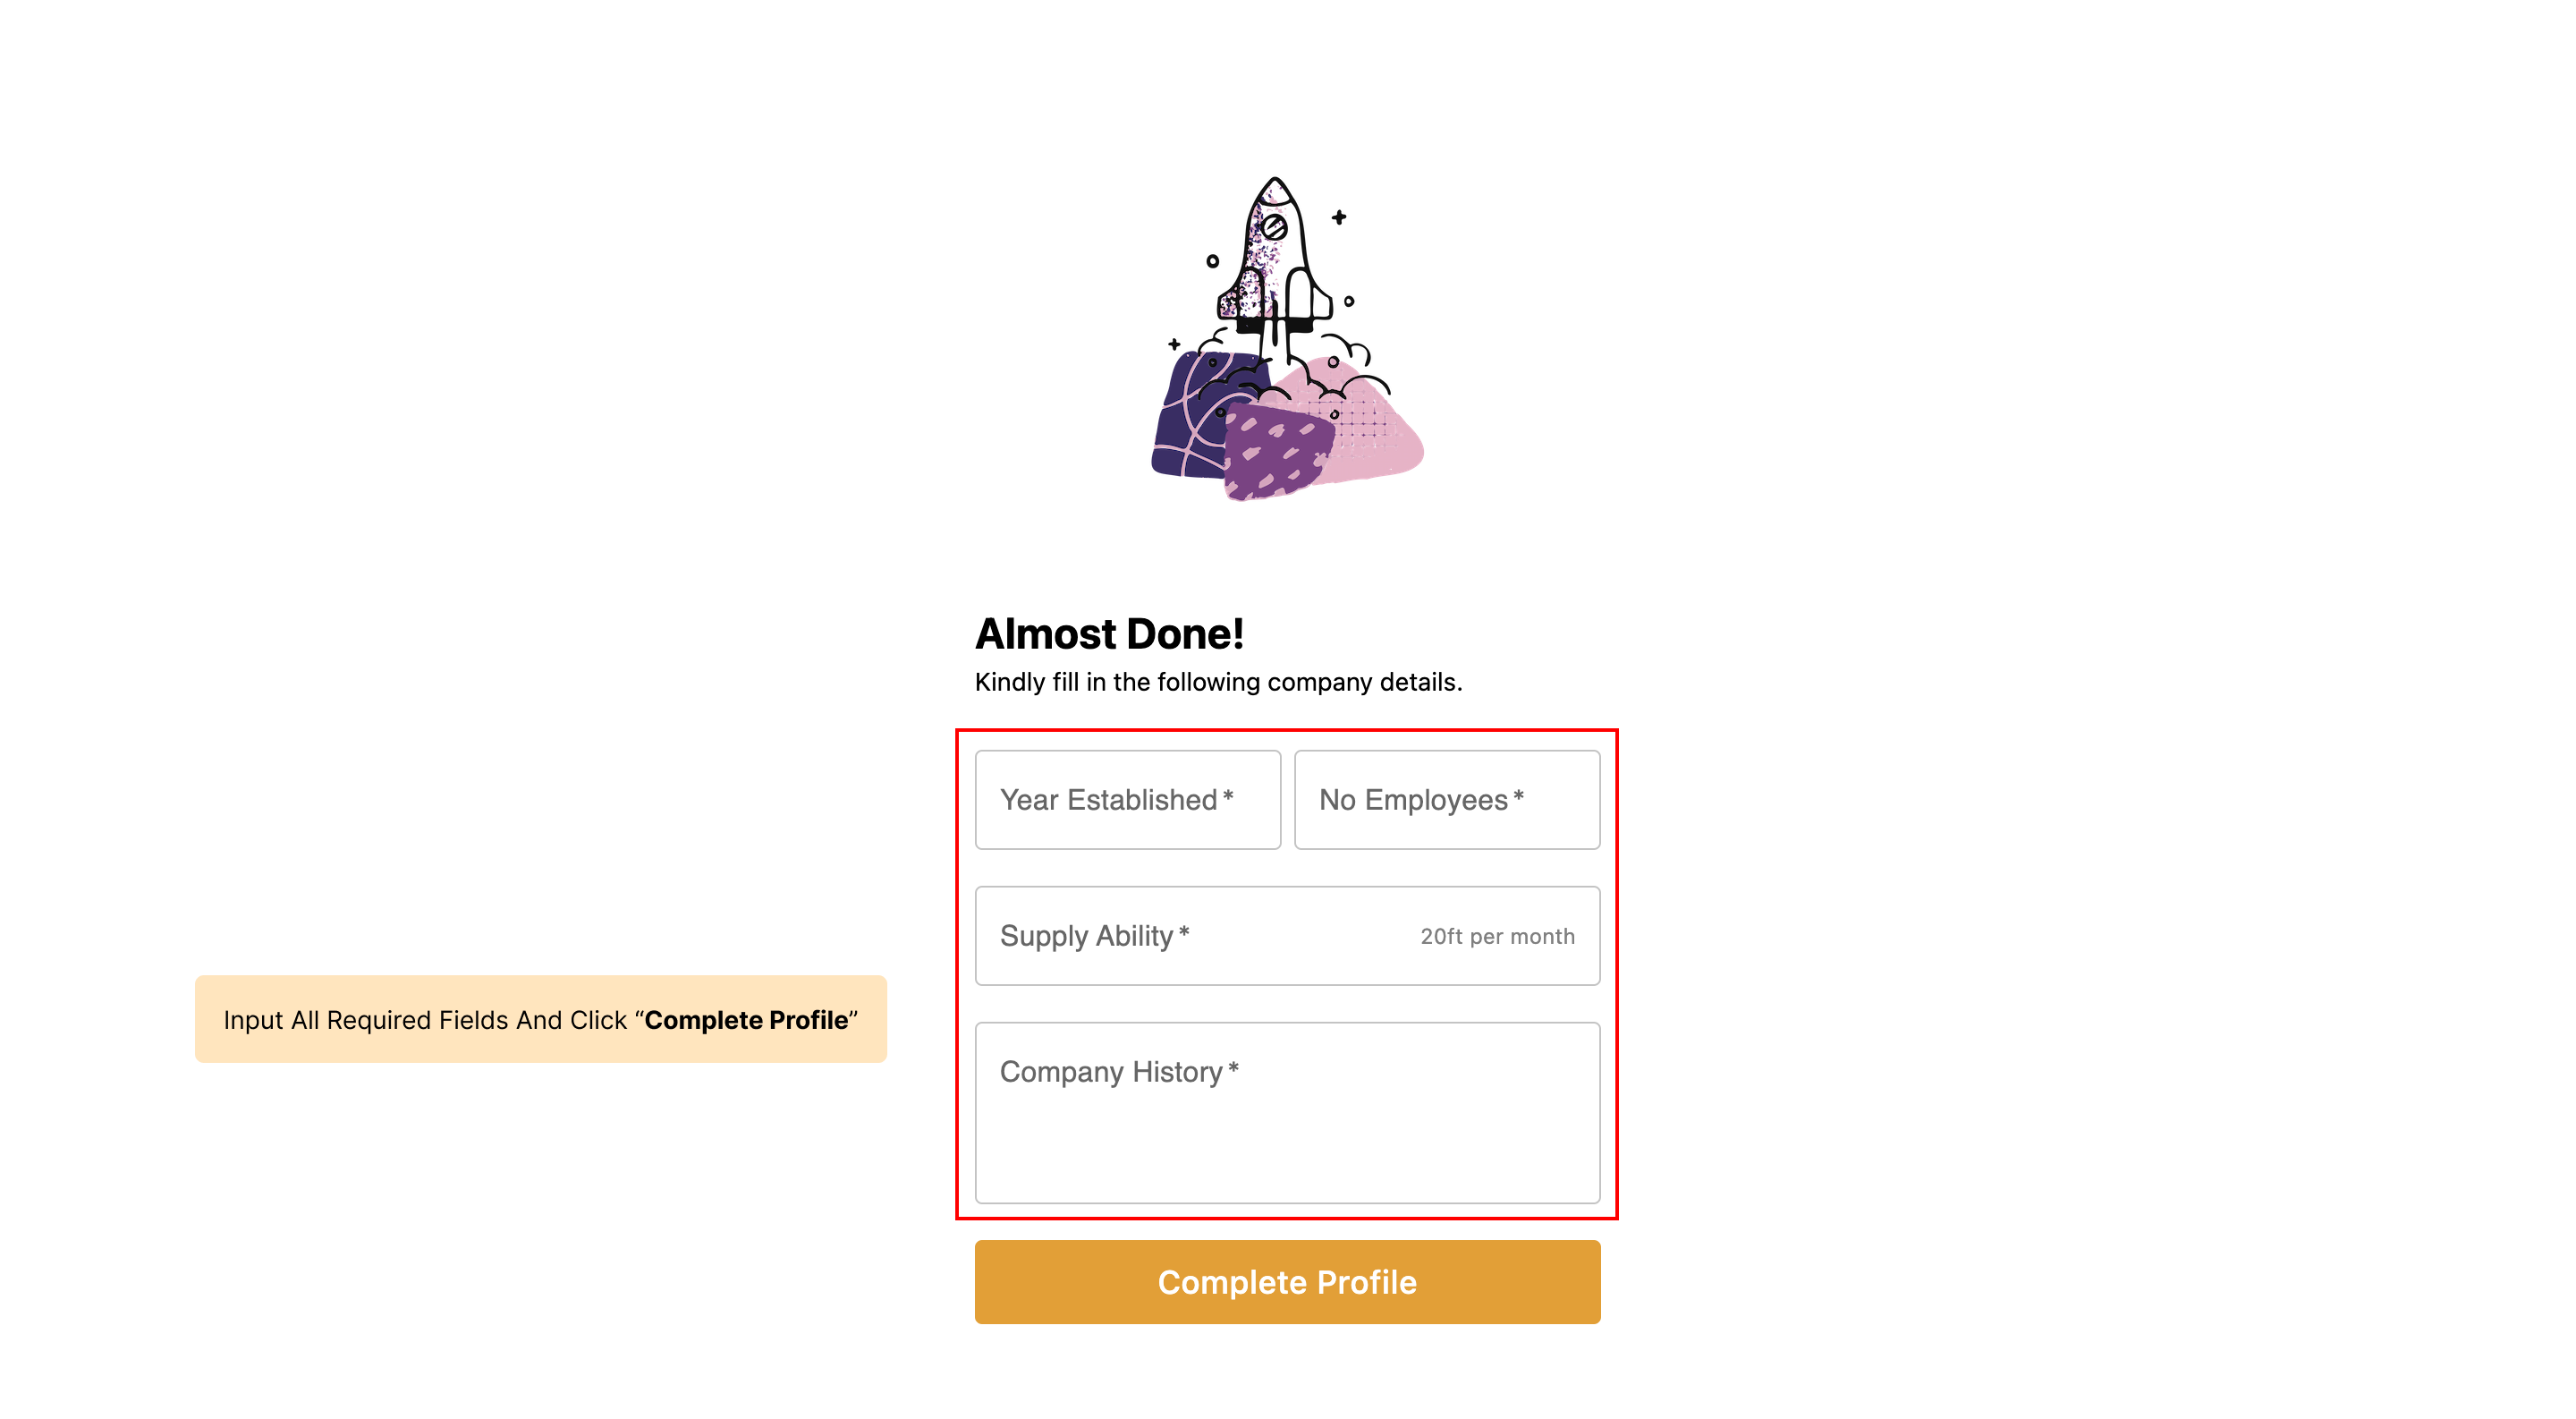 Almost Done!
Kindly fill in the following company details.
Year Established *
No Employees *
Supply Ability *
20ft per month
Input All Required Fields And Click “Complete Profile”
Company History *
Complete Profile